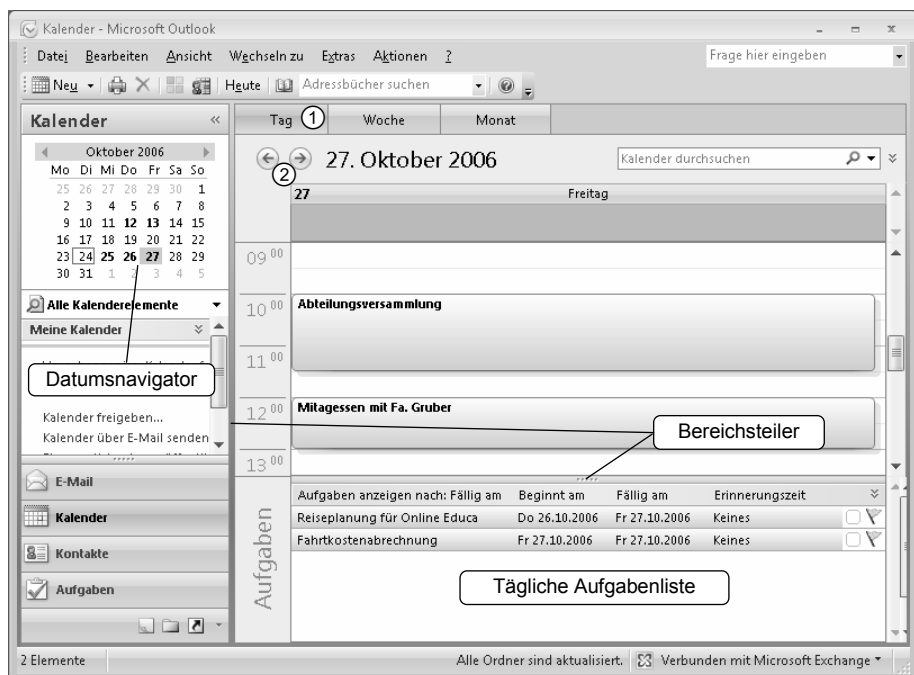 Kalender - Microsoft Outlook
Datei Bearbeiten Ansicht Wechseln zu Extras Aktionen ? Frage hier eingeben
Neu Heute Adressbücher suchen
Kalender «
Tag 1 Woche Monat
Oktober 2006
Mo Di Mi Do Fr Sa So
25 26 27 28 29 30 1
2 3 4 5 6 7 8
9 10 11 12 13 14 15
16 17 18 19 20 21 22
23 24 25 26 27 28 29
30 31 1 2 3 4 5
2 27. Oktober 2006 Kalender durchsuchen
27 Freitag
Alle Kalenderelemente
Meine Kalender
Datumsnavigator
Kalender freigeben...
Kalender über E-Mail senden
E-Mail
Kalender
Kontakte
Aufgaben
09 00
10 00 Abteilungsversammlung
11 00
12 00 Mitagessen mit Fa. Gruber
Bereichsteiler
13 00
Aufgaben
Aufgaben anzeigen nach: Fällig am Beginnt am Fällig am Erinnerungszeit
Reiseplanung für Online Educa Do 26.10.2006 Fr 27.10.2006 Keines
Fahrtkostenabrechnung Fr 27.10.2006 Fr 27.10.2006 Keines
Tägliche Aufgabenliste
2 Elemente Alle Ordner sind aktualisiert. Verbunden mit Microsoft Exchange